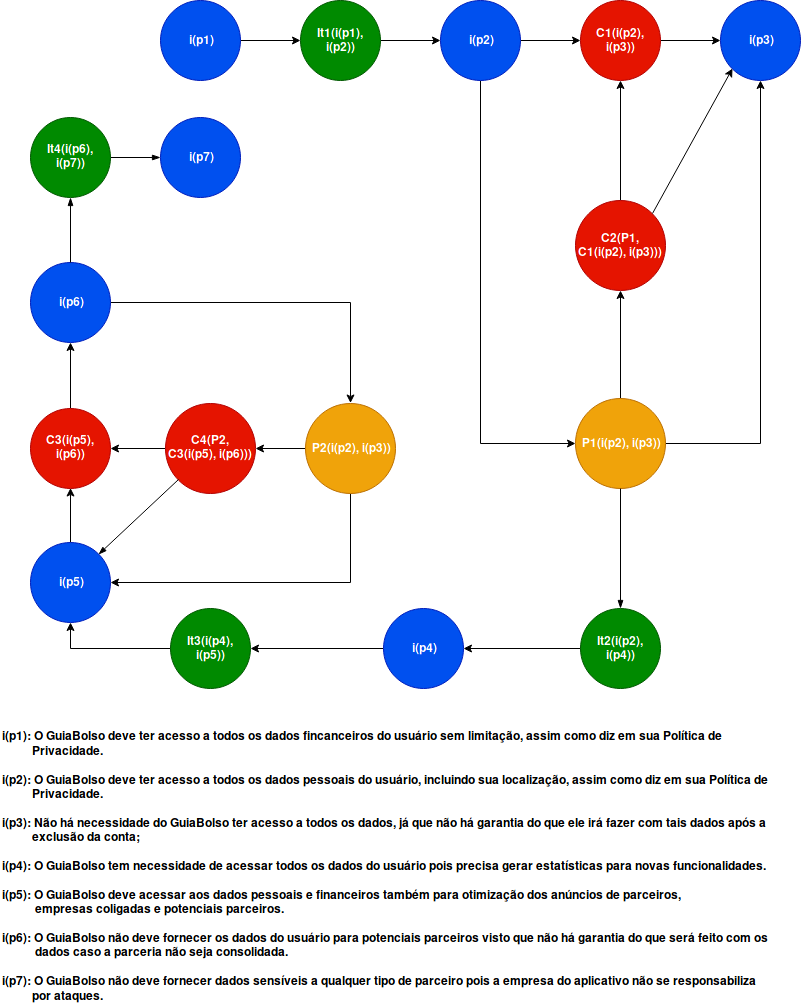 i(p1)
It1(i(p1),
i(p2))
i(p2)
C1(i(p2),
i(p3))
i(p3)
It4(i(p6),
i(p7))
i(p7)
C2(P1,
C1(i(p2), i(p3)))
i(p6)
C3(i(p5),
i(p6))
C4(P2,
C3(i(p5), i(p6)))
P2(i(p2), i(p3))
P1(i(p2), i(p3))
i(p5)
It3(i(p4),
i(p5))
i(p4)
It2(i(p2),
i(p4))
i(p1): O GuiaBolso deve ter acesso a todos os dados fincanceiros do usuário sem limitação, assim como diz em sua Política de
Privacidade.
i(p2): O GuiaBolso deve ter acesso a todos os dados pessoais do usuário, incluindo sua localização, assim como diz em sua Política de
Privacidade.
i(p3): Não há necessidade do GuiaBolso ter acesso a todos os dados, já que não há garantia do que ele irá fazer com tais dados após a
exclusão da conta;
i(p4): O GuiaBolso tem necessidade de acessar todos os dados do usuário pois precisa gerar estatísticas para novas funcionalidades.
i(p5): O GuiaBolso deve acessar aos dados pessoais e financeiros também para otimização dos anúncios de parceiros,
empresas coligadas e potenciais parceiros.
i(p6): O GuiaBolso não deve fornecer os dados do usuário para potenciais parceiros visto que não há garantia do que será feito com os
dados caso a parceria não seja consolidada.
i(p7): O GuiaBolso não deve fornecer dados sensíveis a qualquer tipo de parceiro pois a empresa do aplicativo não se responsabiliza
por ataques.